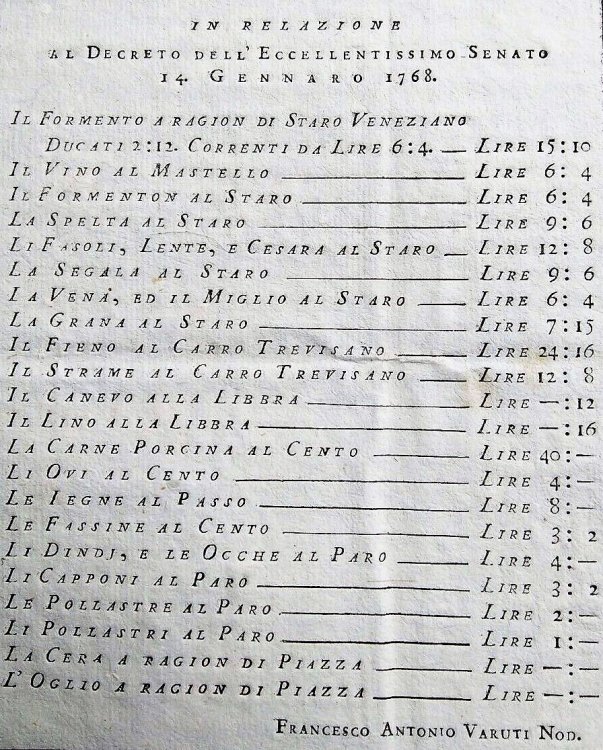 IN RELAZIONE
AL DECRETO DELL' ECCELLENTISSIMO SENATO
14. GENNARO 1768.
IL FORMENTO A RAGION DI STARO VENEZIANO
DUCATI 2:12. CORRENTI DA LIRE 6:4. — LIRE 15:10
IL VINO AL MASTELLO — LIRE 6:4
IL FORMENTON AL STARO — LIRE 6:4
LA SPELTA AL STARO — LIRE 9:6
LI FASOLI, LENTE, E CESARA AL STARO — LIRE 12:8
LA SEGALA AL STARO — LIRE 9:6
LA VENA, ED IL MIGLIO AL STARO — LIRE 6:4
LA GRANA AL STARO — LIRE 7:15
IL FIENO AL CARRO TREVISANO — LIRE 24:16
IL STRAME AL CARRO TREVISANO — LIRE 12:8
IL CANEVO ALLA LIBBRA — LIRE —:12
IL LINO ALLA LIBBRA — LIRE —:16
LA CARNE PORCINA AL CENTO — LIRE 40:—
LI OVI AL CENTO — LIRE 4:—
LE LEGNE AL PASSO — LIRE 8:—
LE FASSINE AL CENTO — LIRE 3:2
LI DINDJ, E LE OCCHE AL PARO — LIRE 4:—
LI CAPPONI AL PARO — LIRE 3:2
LE POLLASTRE AL PARO — LIRE 2:—
LI POLLASTRI AL PARO — LIRE 1:—
LA CERA A RAGION DI PIAZZA — LIRE —:—
L'OGLIO A RAGION DI PIAZZA — LIRE —:—
FRANCESCO ANTONIO VARUTI NOD.